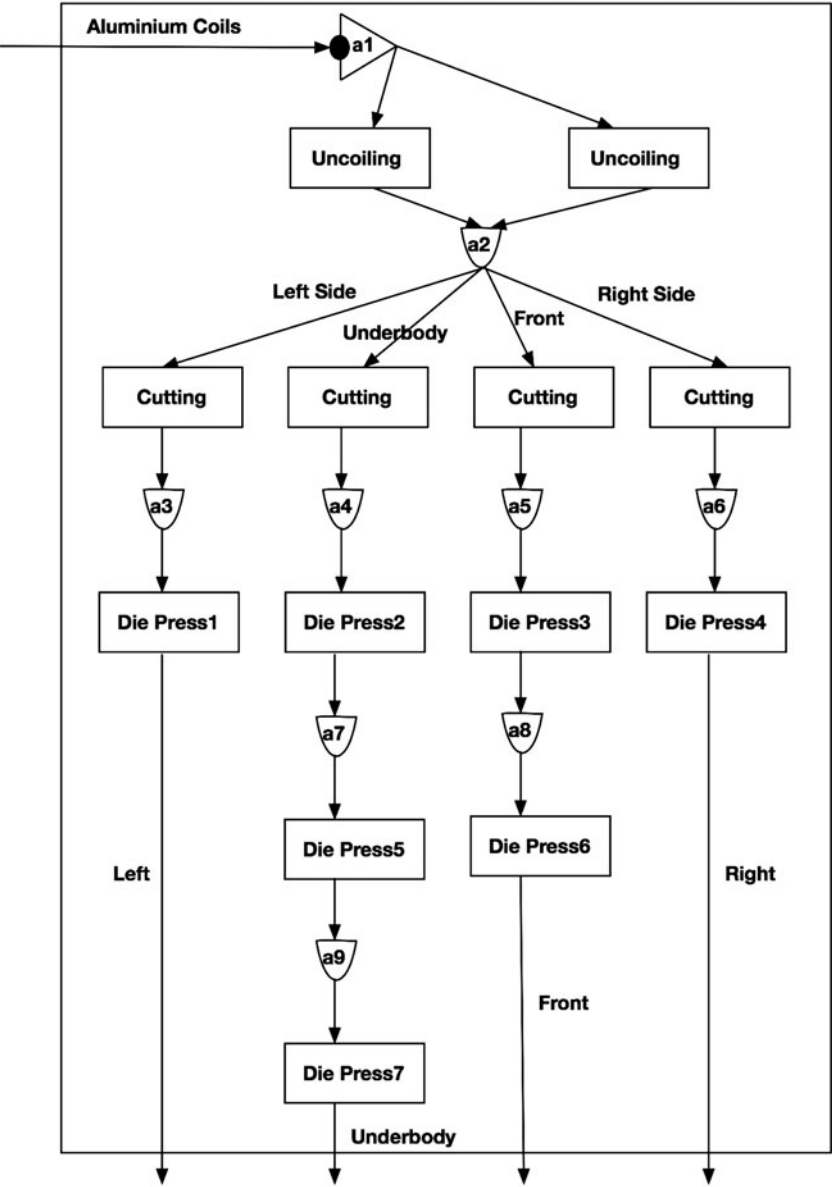 Aluminium Coils
a1
Uncoiling
Uncoiling
a2
Left Side
Underbody
Front
Right Side
Cutting
Cutting
Cutting
Cutting
a3
a4
a5
a6
Die Press1
Die Press2
Die Press3
Die Press4
a7
a8
Die Press5
Die Press6
Left
Right
a9
Front
Die Press7
Underbody